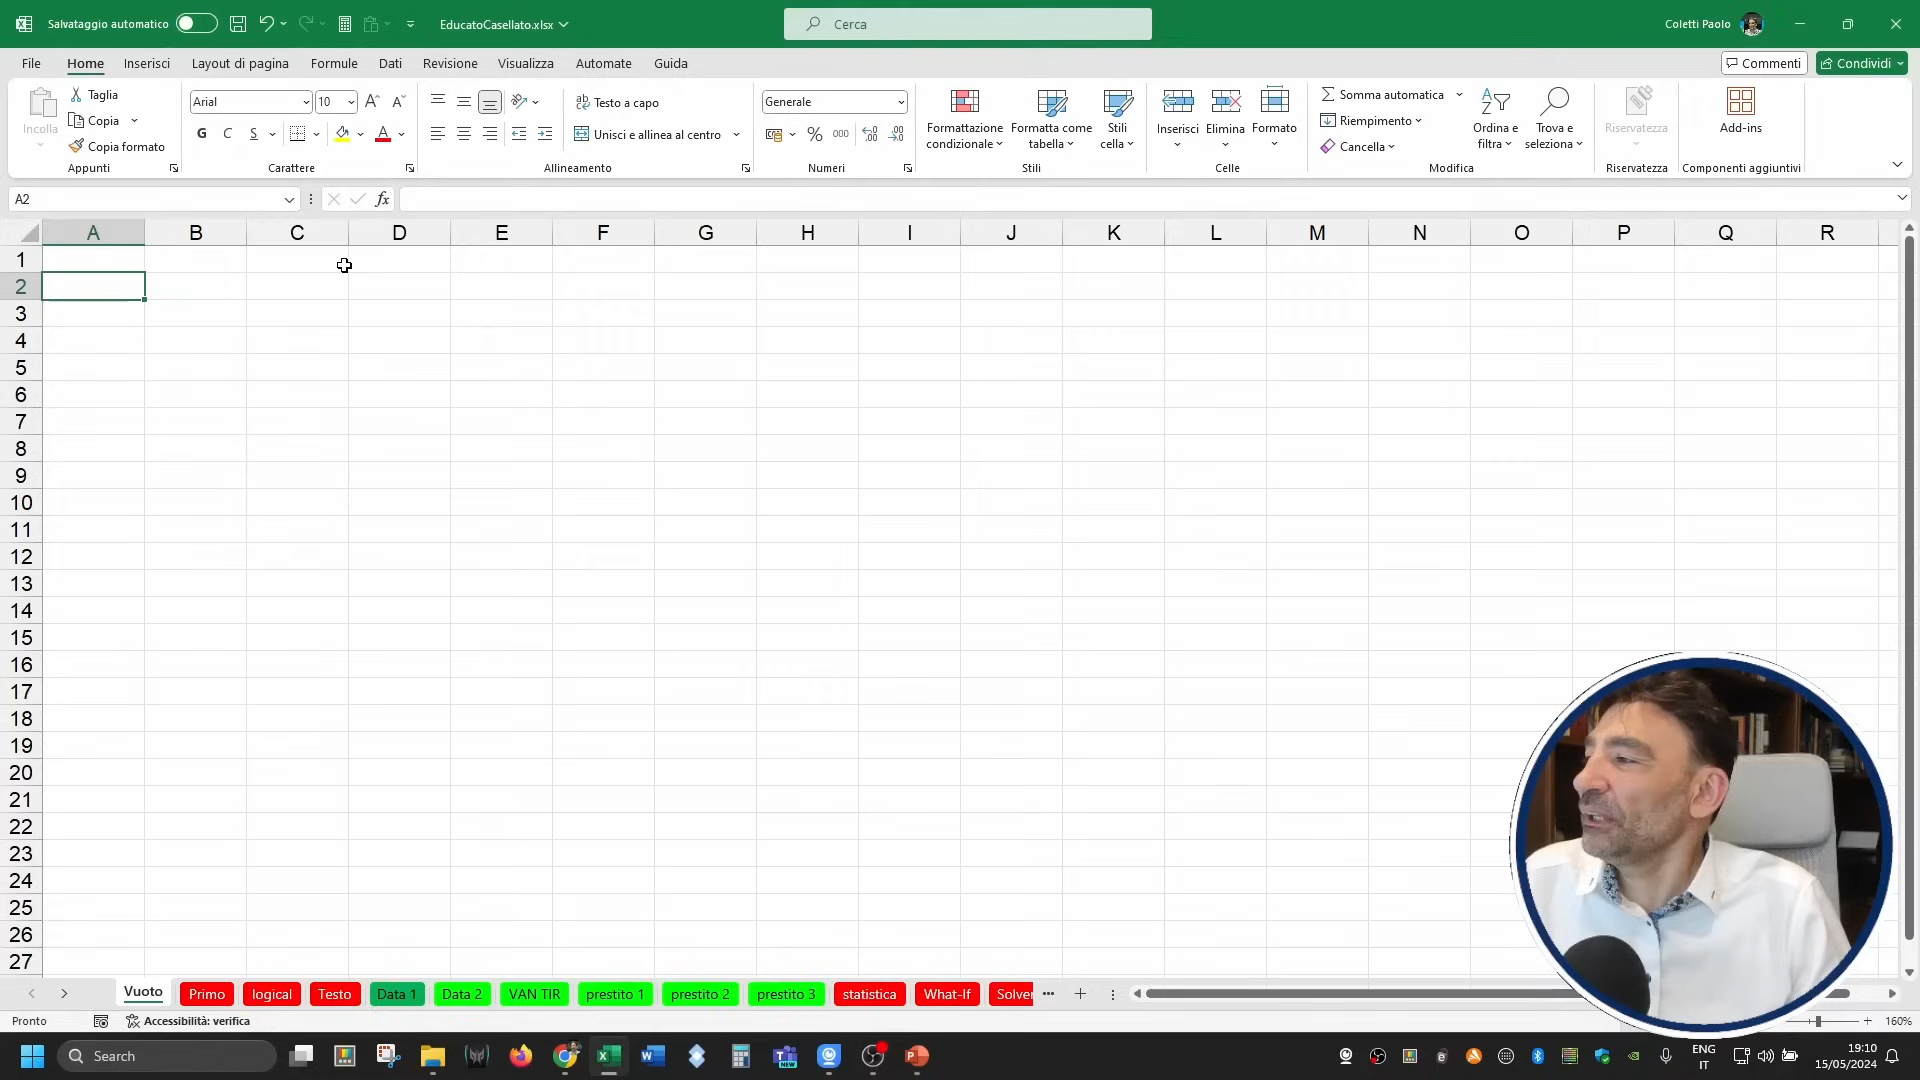 Salvataggio automatico
EducatoCasellato.xlsx
Cerca
Coletti Paolo
File Home Inserisci Layout di pagina Formule Dati Revisione Visualizza Automate Guida
Commenti Condividi
Incolla
Taglia
Copia
Copia formato
Appunti
Arial 10
G C S
Carattere
Testo a capo
Unisci e allinea al centro
Allineamento
Generale
% 000
Numeri
Formattazione condizionale
Formatta come tabella
Stili cella
Stili
Inserisci Elimina Formato
Celle
Somma automatica
Riempimento
Cancella
Ordina e filtra
Trova e seleziona
Modifica
Riservatezza
Riservatezza
Add-ins
Componenti aggiuntivi
A2
fx
A B C D E F G H I J K L M N O P Q R
1
2
3
4
5
6
7
8
9
10
11
12
13
14
15
16
17
18
19
20
21
22
23
24
25
26
27
Vuoto Primo logical Testo Data 1 Data 2 VAN TIR prestito 1 prestito 2 prestito 3 statistica What-If Solver
Pronto
Accessibilità: verifica
160%
Search
ENG
IT
19:10
15/05/2024